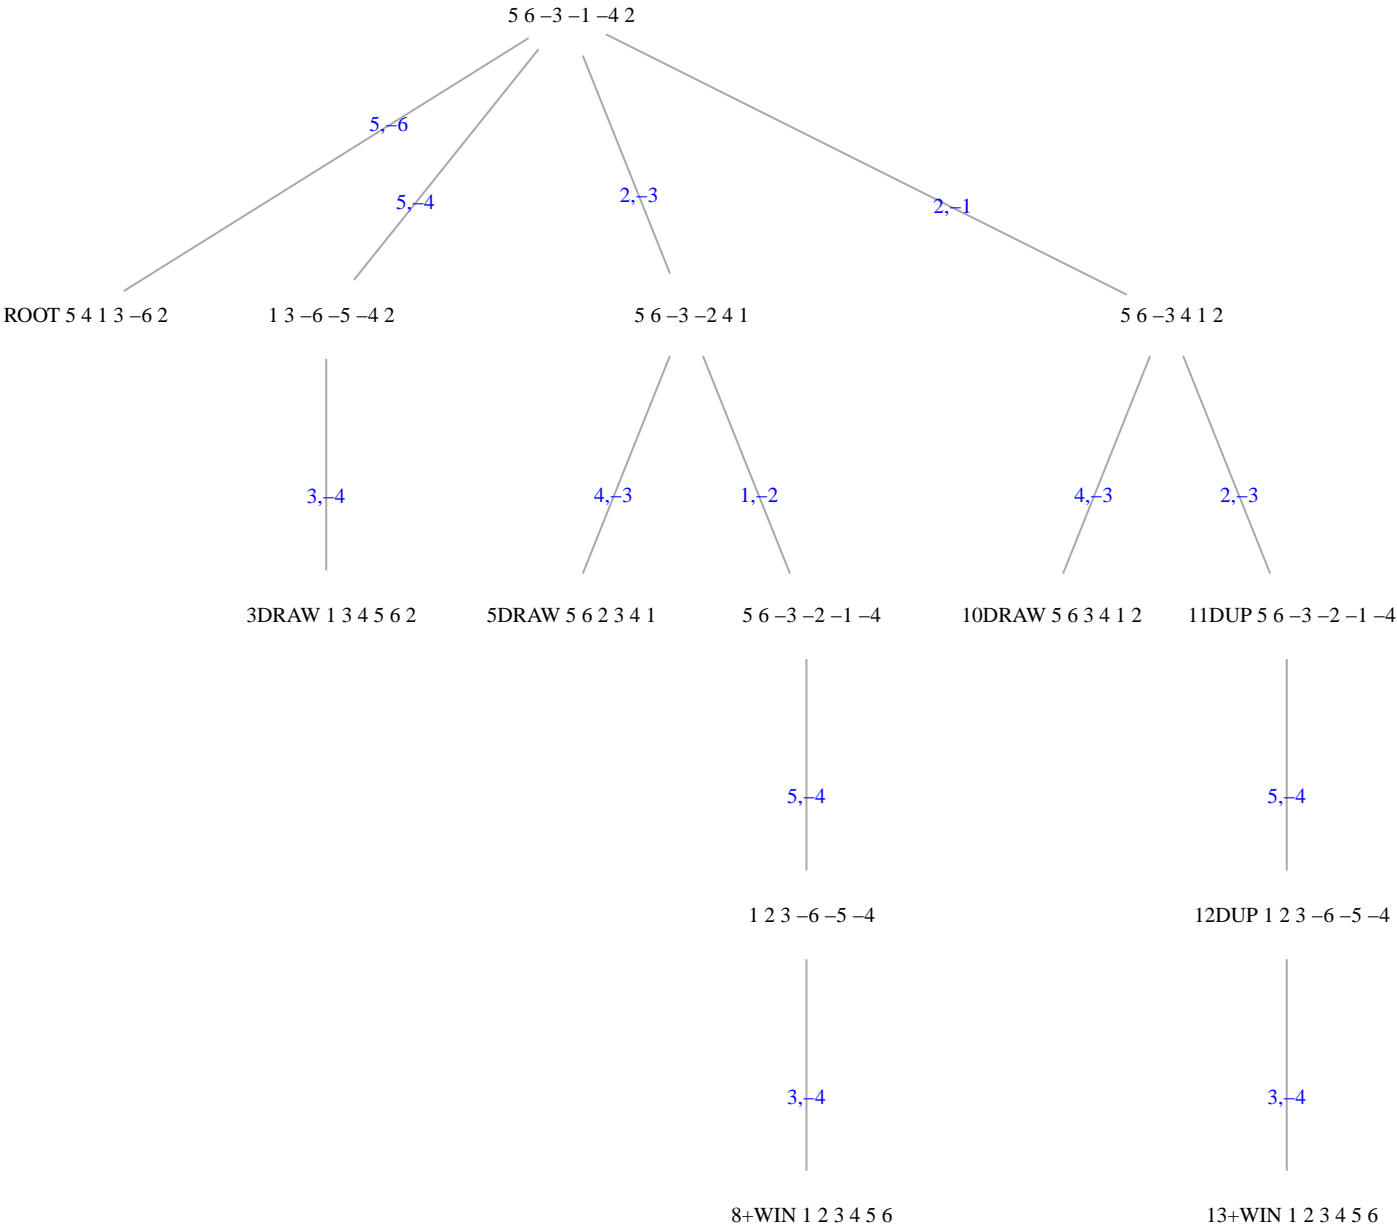 5 6 –3 –1 –4 2
5,–6
5,–4
2,–3
2,–1
ROOT 5 4 1 3 –6 2
1 3 –6 –5 –4 2
5 6 –3 –2 4 1
5 6 –3 4 1 2
3,–4
4,–3
1,–2
4,–3
2,–3
3DRAW 1 3 4 5 6 2
5DRAW 5 6 2 3 4 1
5 6 –3 –2 –1 –4
10DRAW 5 6 3 4 1 2
11DUP 5 6 –3 –2 –1 –4
5,–4
5,–4
1 2 3 –6 –5 –4
12DUP 1 2 3 –6 –5 –4
3,–4
3,–4
8+WIN 1 2 3 4 5 6
13+WIN 1 2 3 4 5 6